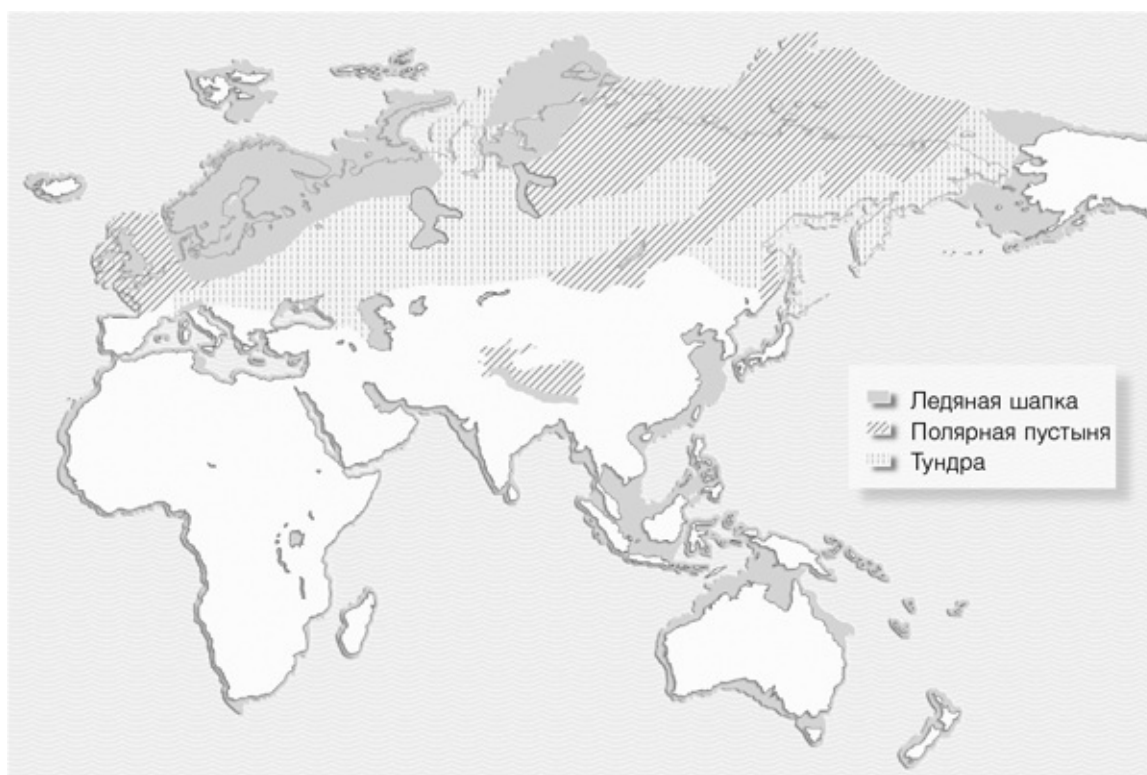 Ледяная шапка
Полярная пустыня
Тундра